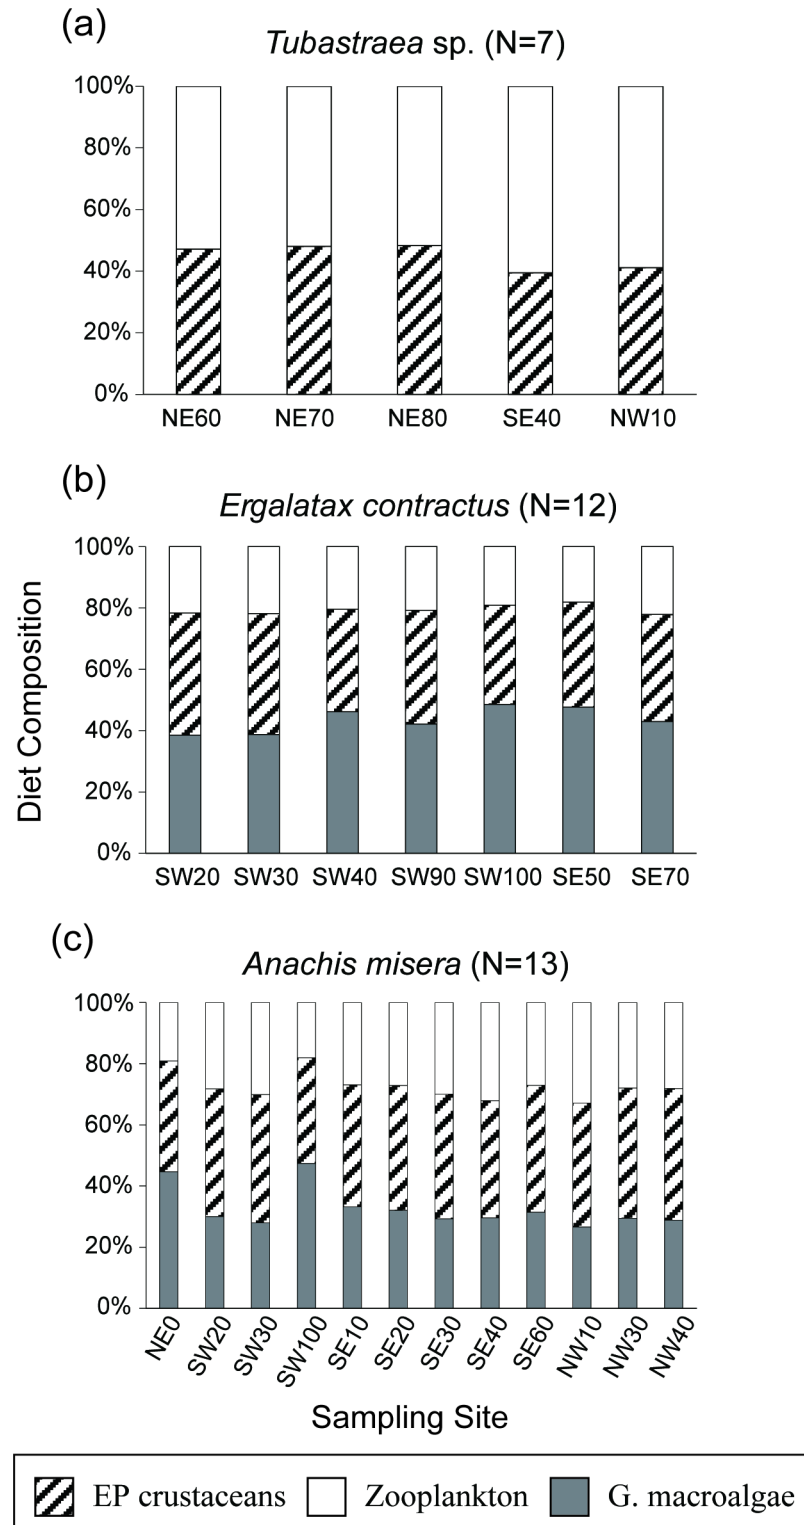 (a)
Tubastraea sp. (N=7)
100%
80%
60%
40%
20%
0%
NE60 NE70 NE80 SE40 NW10
(b)
Ergalatax contractus (N=12)
Diet Composition
100%
80%
60%
40%
20%
0%
SW20 SW30 SW40 SW90 SW100 SE50 SE70
(c)
Anachis misera (N=13)
100%
80%
60%
40%
20%
0%
NE0 SW20 SW30 SW100 SE10 SE20 SE30 SE40 SE60 NW10 NW30 NW40
Sampling Site
EP crustaceans Zooplankton G. macroalgae